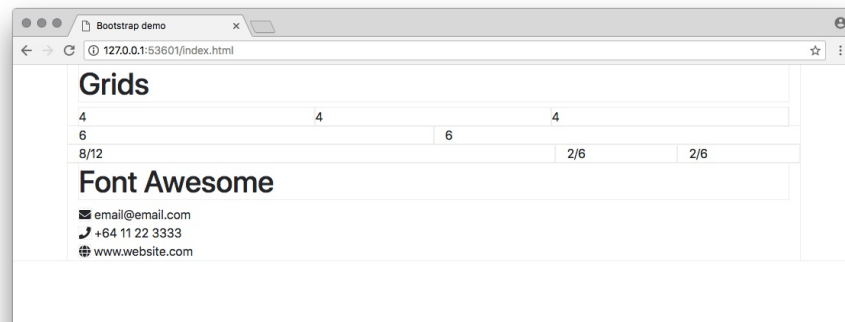 Bootstrap demo
127.0.0.1:53601/index.html
Grids
4 4 4
6 6
8/12 2/6 2/6
Font Awesome
email@email.com
+64 11 22 3333
www.website.com